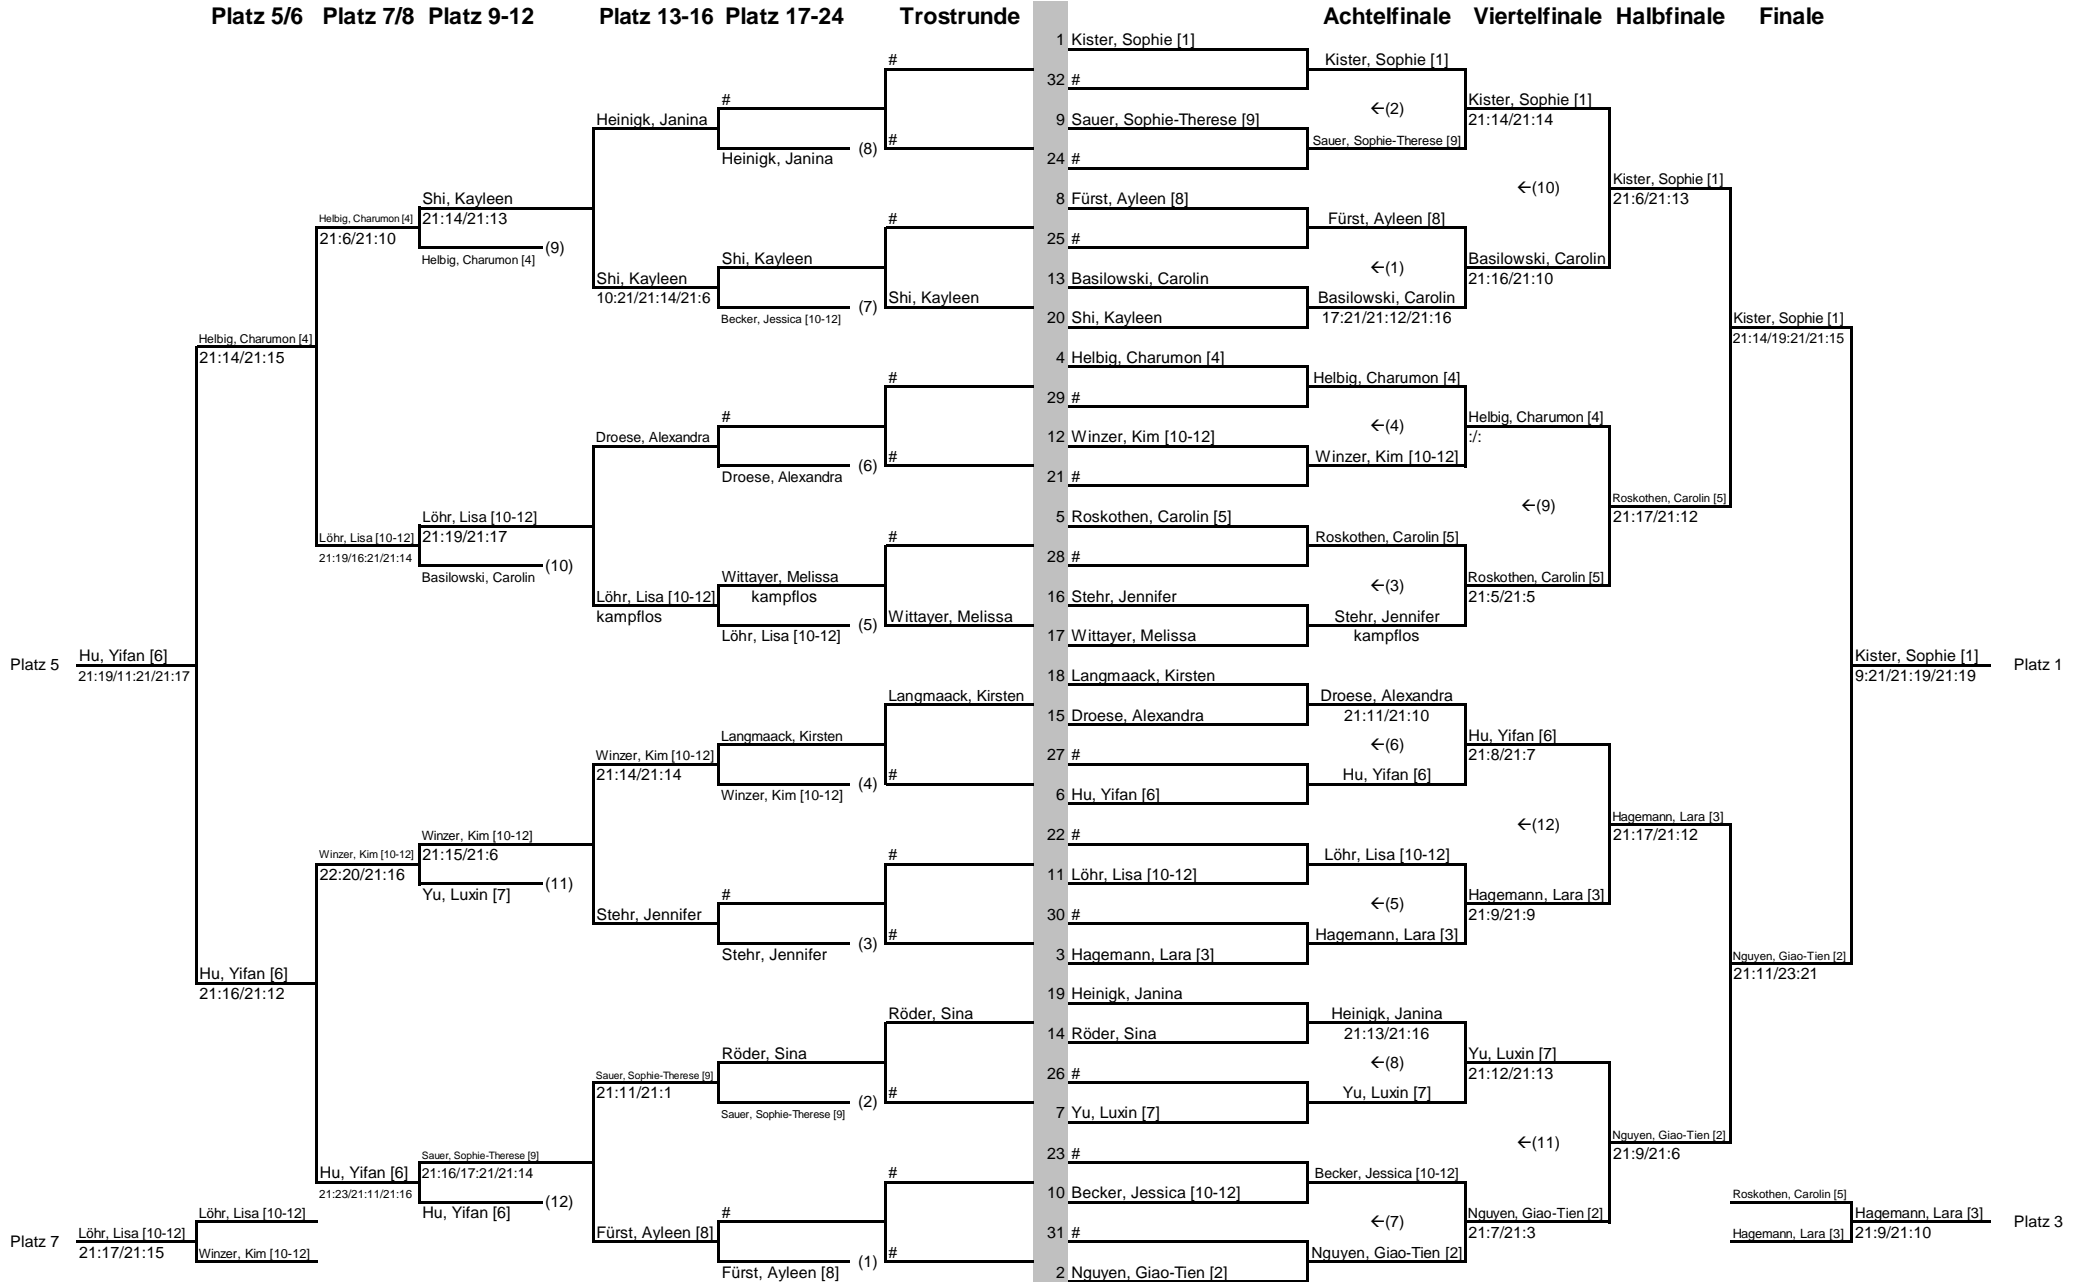 Platz 5/6 Platz 7/8 Platz 9-12 Platz 13-16 Platz 17-24 Trostrunde Achtelfinale Viertelfinale Halbfinale Finale
1 Kister, Sophie [1]
# Kister, Sophie [1]
32 #
# Kister, Sophie [1]
←(2)
Heinigk, Janina 9 Sauer, Sophie-Therese [9] 21:14/21:14
# Sauer, Sophie-Therese [9]
(8)
Heinigk, Janina 24 #
Kister, Sophie [1]
←(10)
Shi, Kayleen 8 Fürst, Ayleen [8] 21:6/21:13
Helbig, Charumon [4] 21:14/21:13 # Fürst, Ayleen [8]
21:6/21:10 25 #
(9)
Helbig, Charumon [4] Shi, Kayleen Basilowski, Carolin
←(1)
Shi, Kayleen 13 Basilowski, Carolin 21:16/21:10
10:21/21:14/21:6 Shi, Kayleen Basilowski, Carolin
(7)
Becker, Jessica [10-12] 20 Shi, Kayleen 17:21/21:12/21:16 Kister, Sophie [1]
Helbig, Charumon [4] 21:14/19:21/21:15
21:14/21:15 4 Helbig, Charumon [4]
# Helbig, Charumon [4]
29 #
# Helbig, Charumon [4]
←(4)
Droese, Alexandra 12 Winzer, Kim [10-12] :/:
# Winzer, Kim [10-12]
(6)
Droese, Alexandra 21 #
Roskothen, Carolin [5]
←(9)
Löhr, Lisa [10-12] 5 Roskothen, Carolin [5] 21:17/21:12
Löhr, Lisa [10-12] 21:19/21:17 # Roskothen, Carolin [5]
21:19/16:21/21:14 28 #
(10)
Basilowski, Carolin Wittayer, Melissa Roskothen, Carolin [5]
←(3)
Löhr, Lisa [10-12] kampflos 16 Stehr, Jennifer 21:5/21:5
kampflos Wittayer, Melissa Stehr, Jennifer
(5)
Löhr, Lisa [10-12] 17 Wittayer, Melissa kampflos
Platz 5 Hu, Yifan [6] Kister, Sophie [1] Platz 1
21:19/11:21/21:17 18 Langmaack, Kirsten 9:21/21:19/21:19
Langmaack, Kirsten Droese, Alexandra
15 Droese, Alexandra 21:11/21:10
Langmaack, Kirsten Hu, Yifan [6]
←(6)
Winzer, Kim [10-12] 27 # 21:8/21:7
21:14/21:14 # Hu, Yifan [6]
(4)
Winzer, Kim [10-12] 6 Hu, Yifan [6]
Hagemann, Lara [3]
←(12)
Winzer, Kim [10-12] 22 # 21:17/21:12
Winzer, Kim [10-12] 21:15/21:6 # Löhr, Lisa [10-12]
22:20/21:16 11 Löhr, Lisa [10-12]
(11)
Yu, Luxin [7] # Hagemann, Lara [3]
←(5)
Stehr, Jennifer 30 # 21:9/21:9
# Hagemann, Lara [3]
(3)
Stehr, Jennifer 3 Hagemann, Lara [3] Nguyen, Giao-Tien [2]
Hu, Yifan [6] 21:11/23:21
21:16/21:12 19 Heinigk, Janina
Röder, Sina Heinigk, Janina
14 Röder, Sina 21:13/21:16
Röder, Sina Yu, Luxin [7]
←(8)
Sauer, Sophie-Therese [9] 26 # 21:12/21:13
21:11/21:1 # Yu, Luxin [7]
(2)
Sauer, Sophie-Therese [9] 7 Yu, Luxin [7]
Nguyen, Giao-Tien [2]
←(11)
Sauer, Sophie-Therese [9] 23 # 21:9/21:6
Hu, Yifan [6] 21:16/17:21/21:14 # Becker, Jessica [10-12]
21:23/21:11/21:16 10 Becker, Jessica [10-12] Roskothen, Carolin [5]
(12)
Hu, Yifan [6] # Nguyen, Giao-Tien [2] Hagemann, Lara [3] Platz 3
Löhr, Lisa [10-12]
←(7)
Platz 7 Löhr, Lisa [10-12] Fürst, Ayleen [8] 31 # 21:7/21:3 Hagemann, Lara [3] 21:9/21:10
21:17/21:15 Winzer, Kim [10-12] # Nguyen, Giao-Tien [2]
(1)
Fürst, Ayleen [8] 2 Nguyen, Giao-Tien [2]